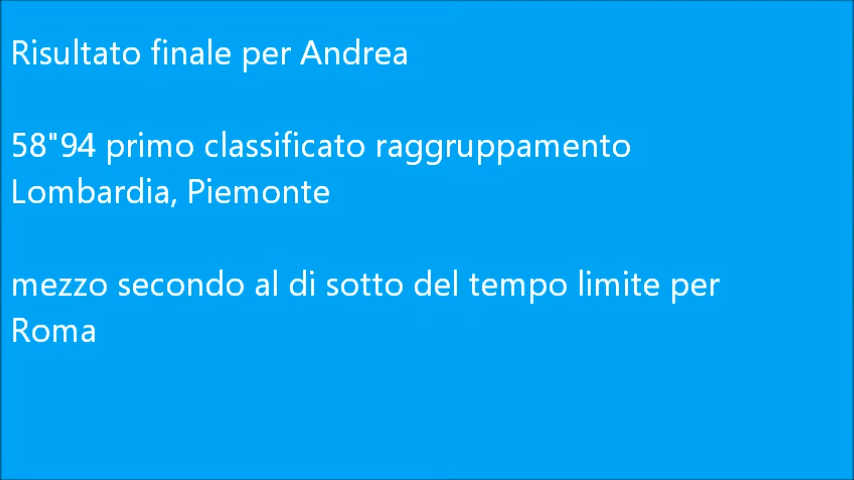 Risultato finale per Andrea
58"94 primo classificato raggruppamento
Lombardia, Piemonte
mezzo secondo al di sotto del tempo limite per
Roma